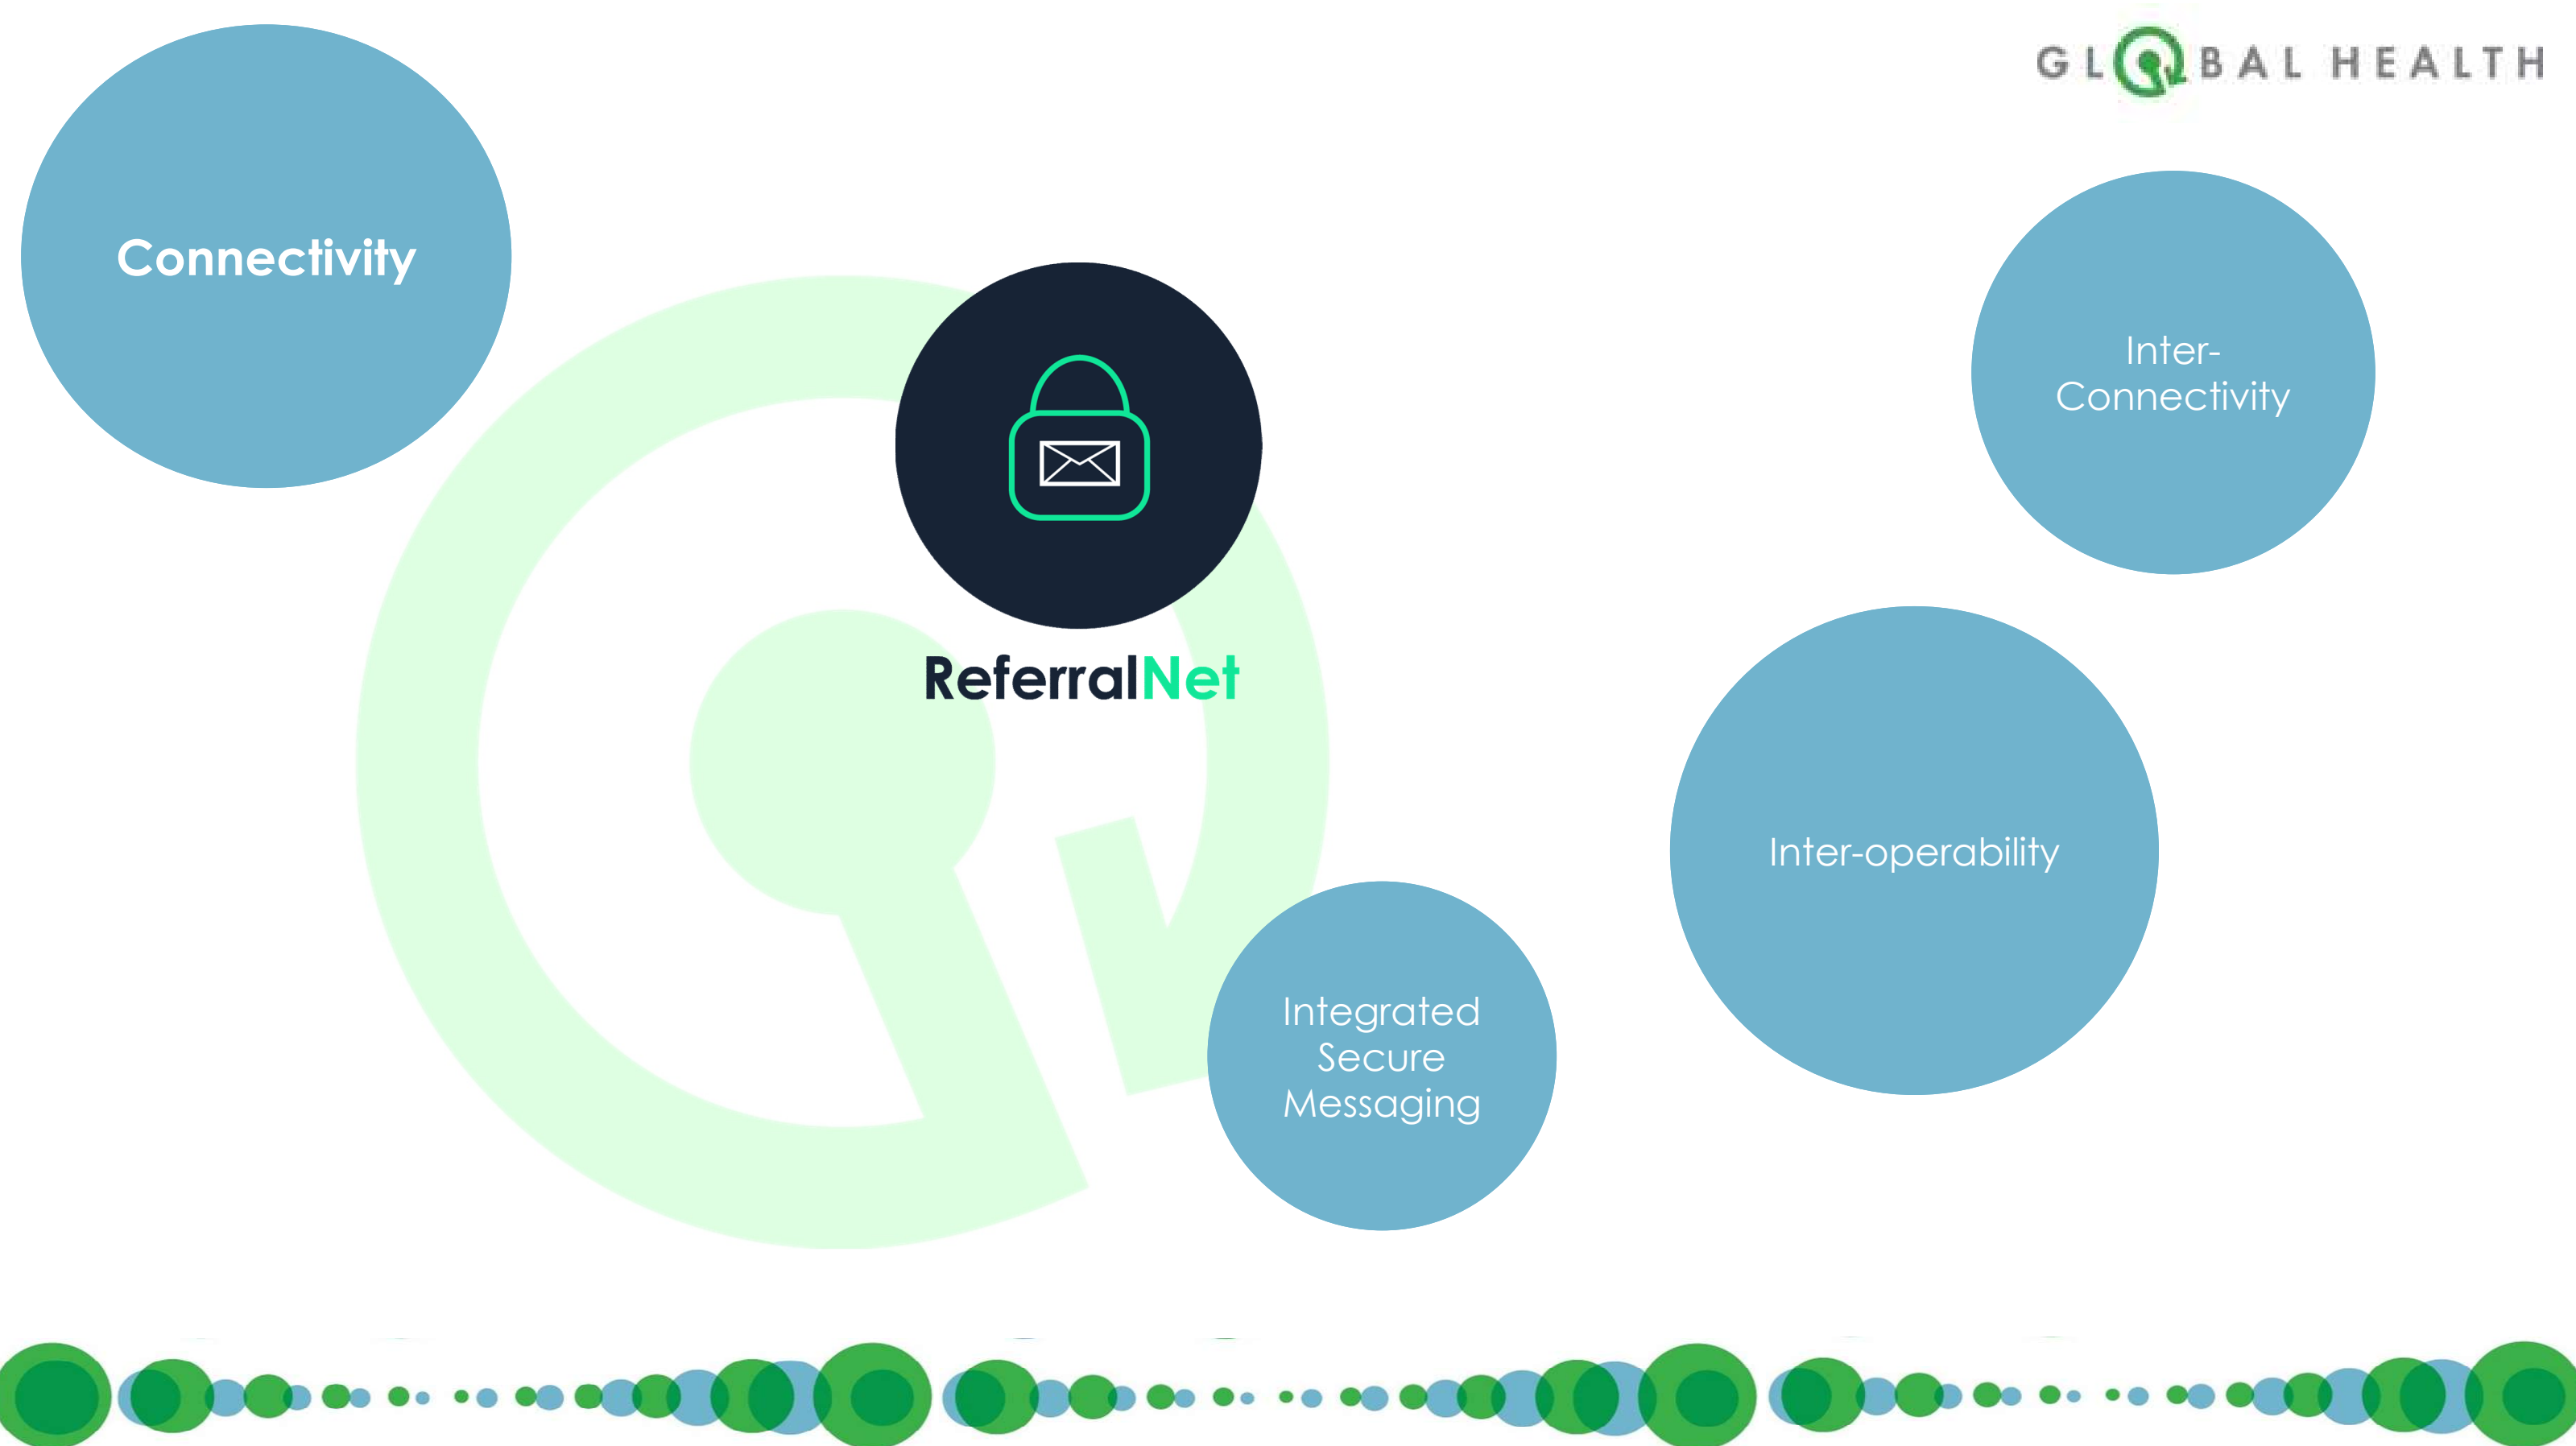 GLOBAL HEALTH
Connectivity
Inter-
Connectivity
ReferralNet
Inter-operability
Integrated
Secure
Messaging